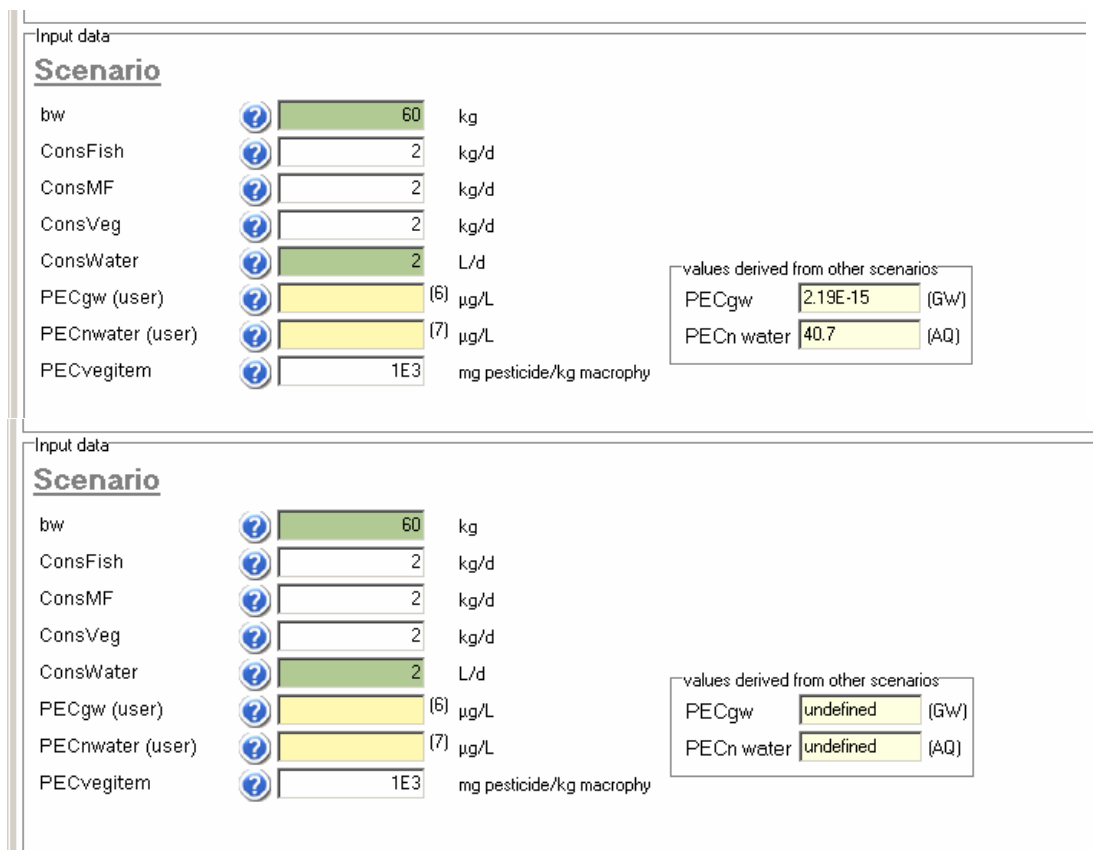 Input data
Scenario
bw ? 60 kg
ConsFish ? 2 kg/d
ConsMF ? 2 kg/d
ConsVeg ? 2 kg/d
ConsWater ? 2 L/d
values derived from other scenarios
PECgw (user) ? (6) µg/L PECgw 2.19E-15 (GW)
PECnwater (user) ? (7) µg/L PECn water 40.7 (AQ)
PECvegitem ? 1E3 mg pesticide/kg macrophy
Input data
Scenario
bw ? 60 kg
ConsFish ? 2 kg/d
ConsMF ? 2 kg/d
ConsVeg ? 2 kg/d
ConsWater ? 2 L/d
values derived from other scenarios
PECgw (user) ? (6) µg/L PECgw undefined (GW)
PECnwater (user) ? (7) µg/L PECn water undefined (AQ)
PECvegitem ? 1E3 mg pesticide/kg macrophy